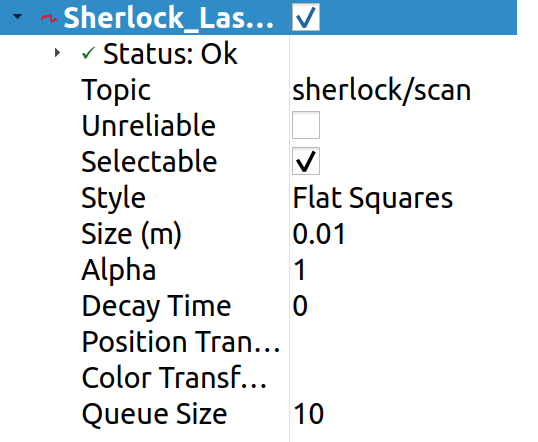 Sherlock_Las...
Status: Ok
Topic sherlock/scan
Unreliable
Selectable
Style Flat Squares
Size (m) 0.01
Alpha 1
Decay Time 0
Position Tran...
Color Transf...
Queue Size 10